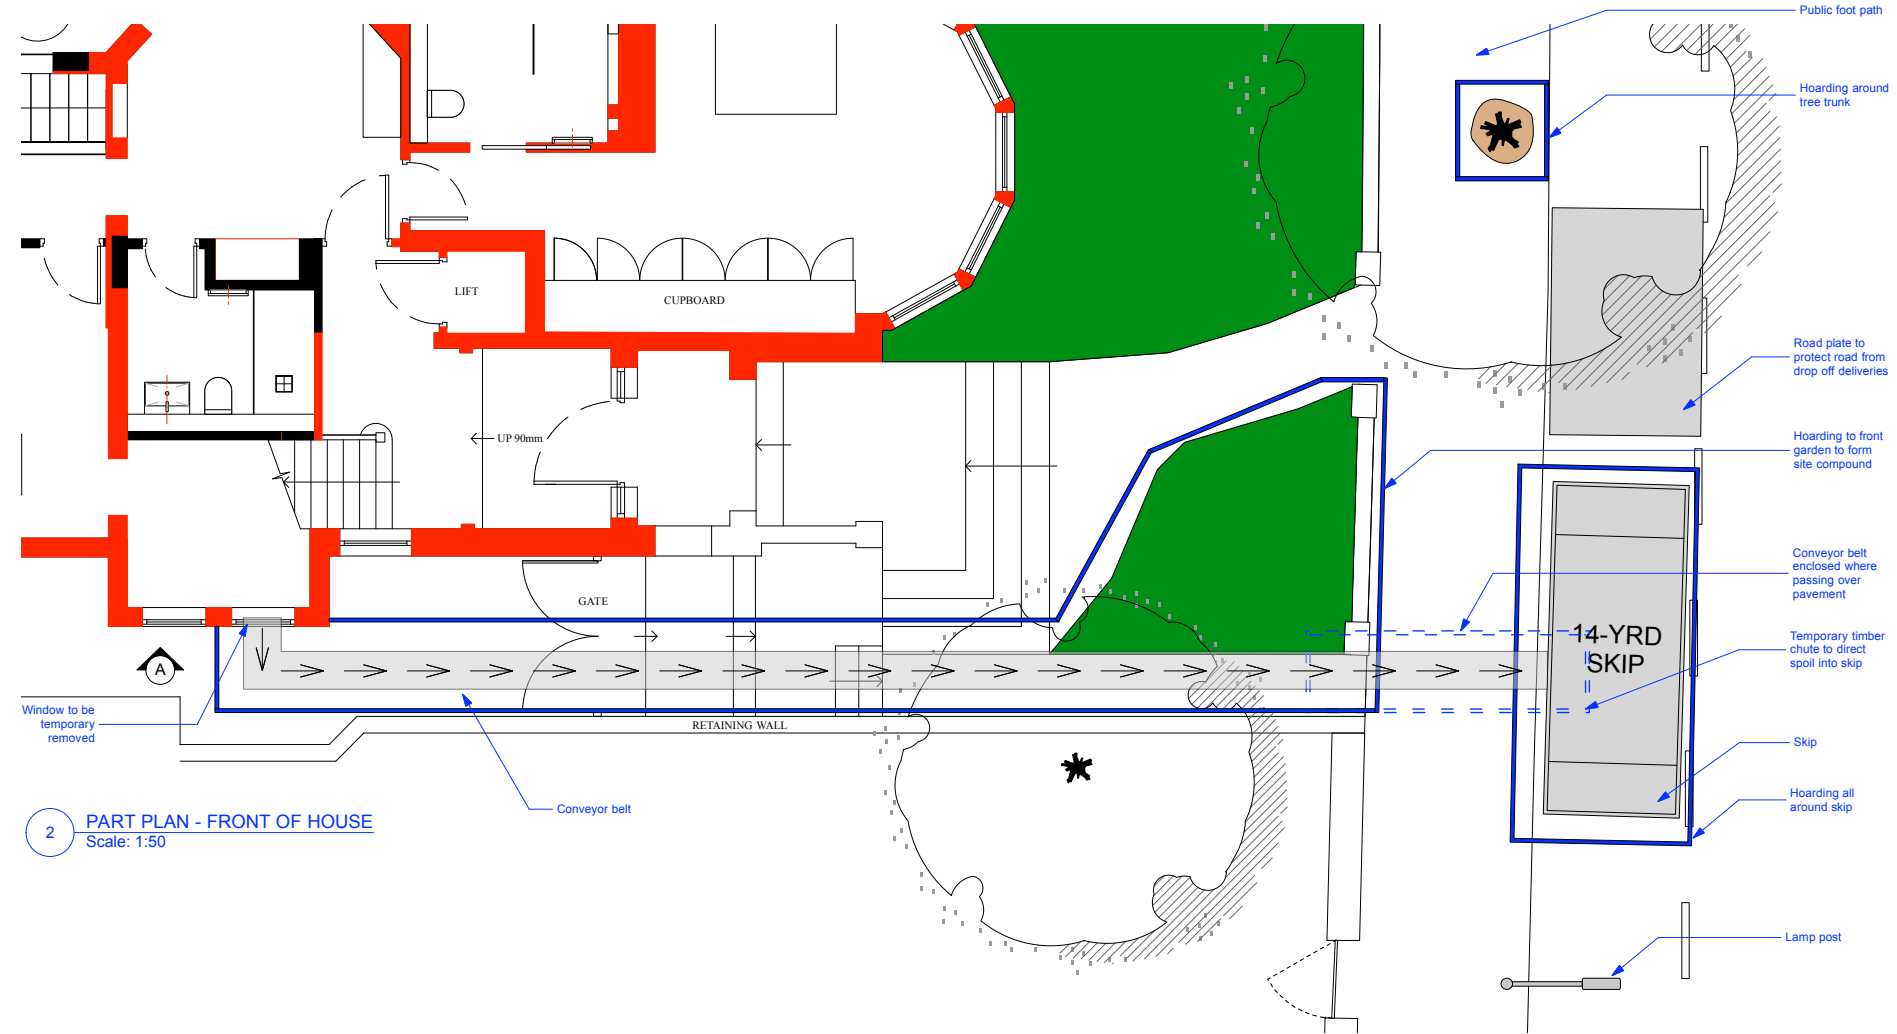 Public foot path
Hoarding around
tree trunk
LIFT
CUPBOARD
Road plate to
protect road from
drop off deliveries
UP 90mm
Hoarding to front
garden to form
site compound
Conveyor belt
enclosed where
passing over
pavement
GATE
14-YRD
SKIP
Temporary timber
chute to direct
spoil into skip
A
Window to be
temporary
removed
RETAINING WALL
Skip
Conveyor belt
Hoarding all
around skip
2
PART PLAN - FRONT OF HOUSE
Scale: 1:50
Lamp post